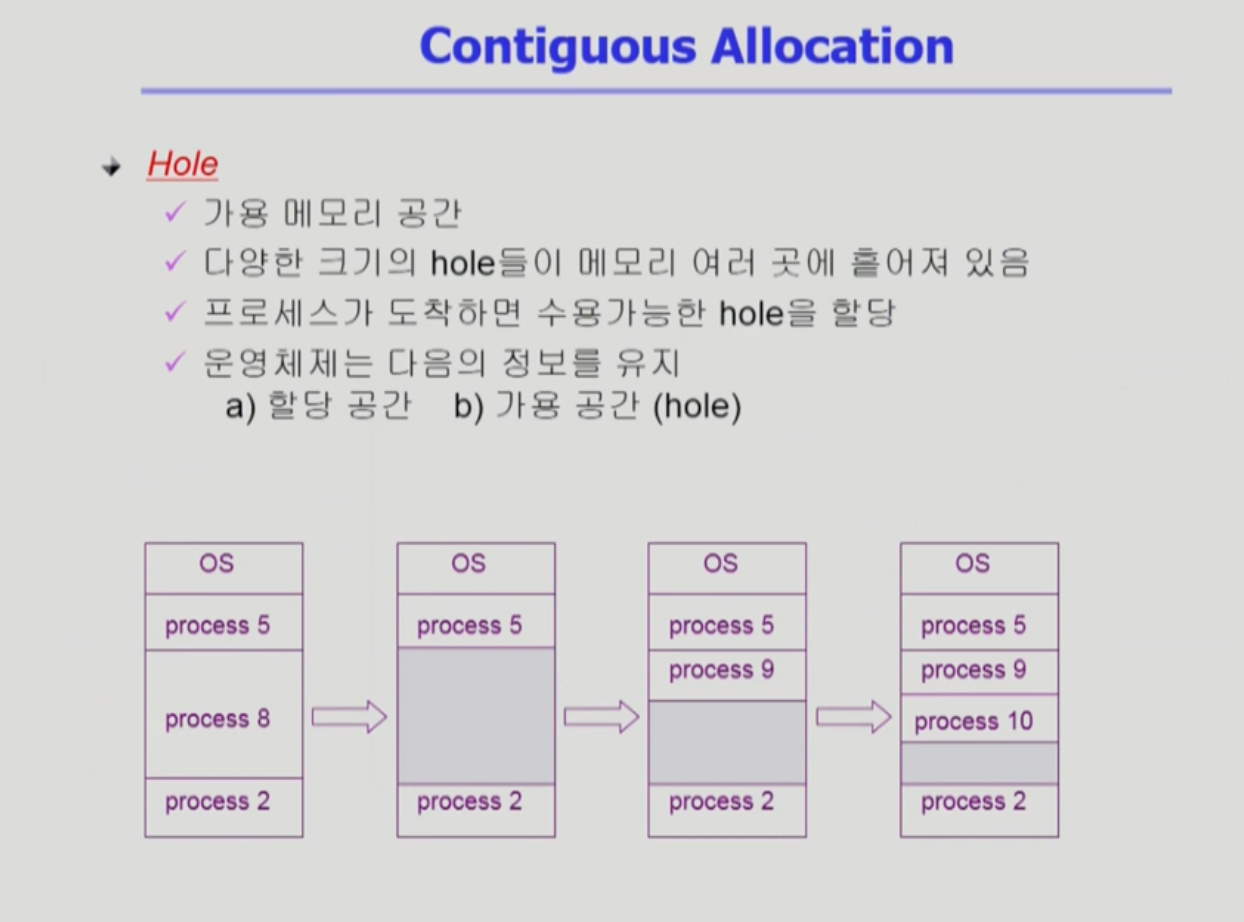 Contiguous Allocation
Hole
가용 메모리 공간
다양한 크기의 hole들이 메모리 여러 곳에 흩어져 있음
프로세스가 도착하면 수용가능한 hole을 할당
운영체제는 다음의 정보를 유지
a) 할당 공간 b) 가용 공간 (hole)
OS
process 5
process 8
process 2
OS
process 5
process 2
OS
process 5
process 9
process 2
OS
process 5
process 9
process 10
process 2